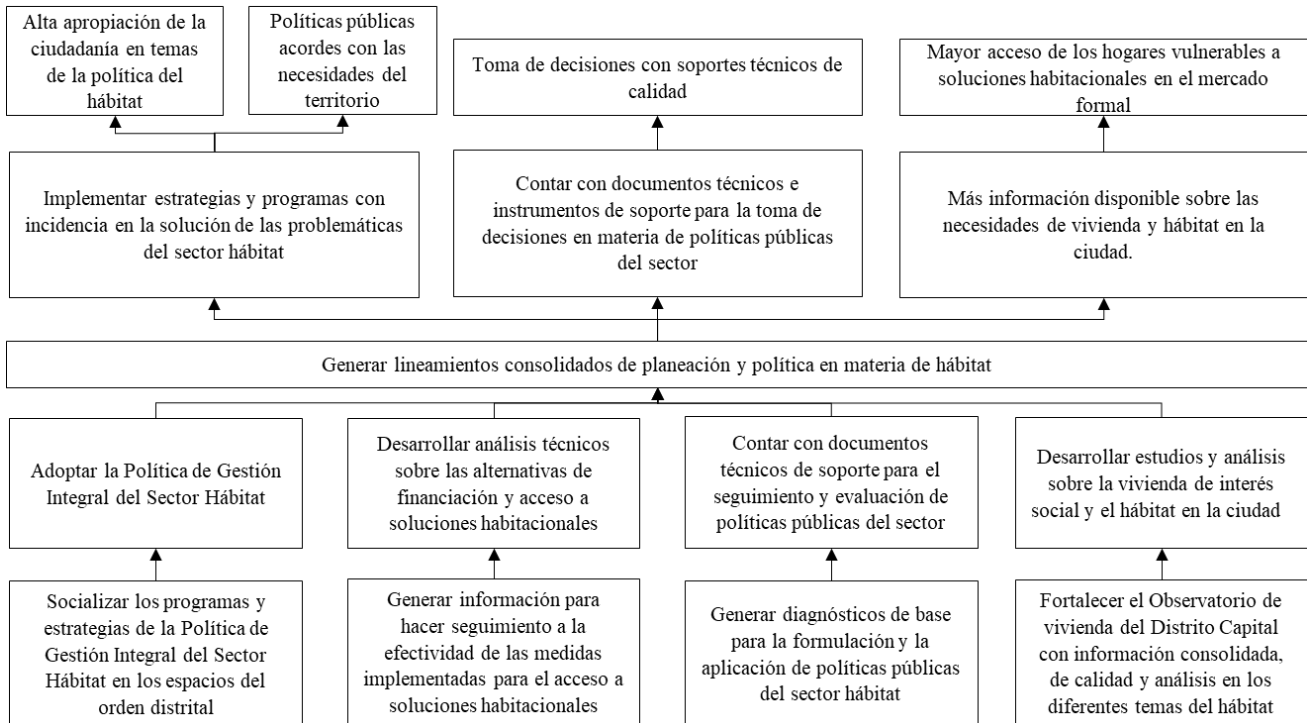 Alta apropiación de la
ciudadanía en temas
de la política del
hábitat
Políticas públicas
acordes con las
necesidades del
territorio
Toma de decisiones con soportes técnicos de
calidad
Mayor acceso de los hogares vulnerables a
soluciones habitacionales en el mercado
formal
Implementar estrategias y programas con
incidencia en la solución de las problemáticas
del sector hábitat
Contar con documentos técnicos e
instrumentos de soporte para la toma de
decisiones en materia de políticas públicas
del sector
Más información disponible sobre las
necesidades de vivienda y hábitat en la
ciudad.
Generar lineamientos consolidados de planeación y política en materia de hábitat
Adoptar la Política de Gestión
Integral del Sector Hábitat
Desarrollar análisis técnicos
sobre las alternativas de
financiación y acceso a
soluciones habitacionales
Contar con documentos
técnicos de soporte para el
seguimiento y evaluación de
políticas públicas del sector
Desarrollar estudios y análisis
sobre la vivienda de interés
social y el hábitat en la ciudad
Socializar los programas y
estrategias de la Política de
Gestión Integral del Sector
Hábitat en los espacios del
orden distrital
Generar información para
hacer seguimiento a la
efectividad de las medidas
implementadas para el acceso a
soluciones habitacionales
Generar diagnósticos de base
para la formulación y la
aplicación de políticas públicas
del sector hábitat
Fortalecer el Observatorio de
vivienda del Distrito Capital
con información consolidada,
de calidad y análisis en los
diferentes temas del hábitat